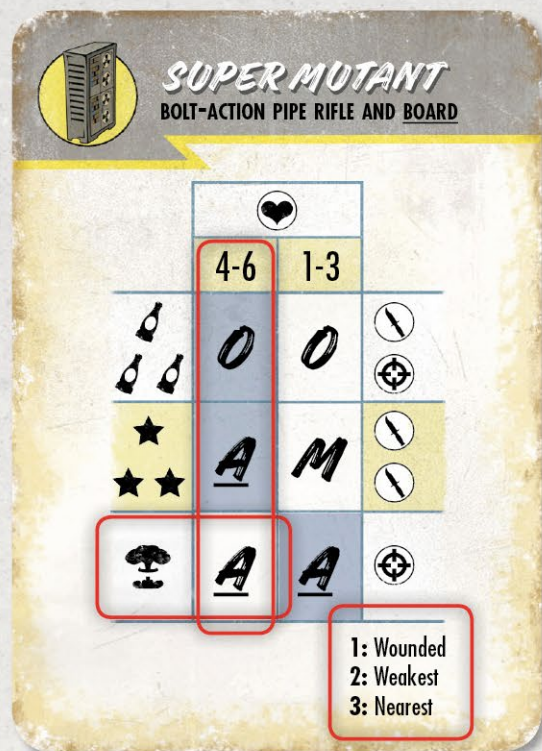 SUPER MUTANT
BOLT-ACTION PIPE RIFLE AND BOARD
4-6 1-3
O O
A M
A A
1: Wounded
2: Weakest
3: Nearest